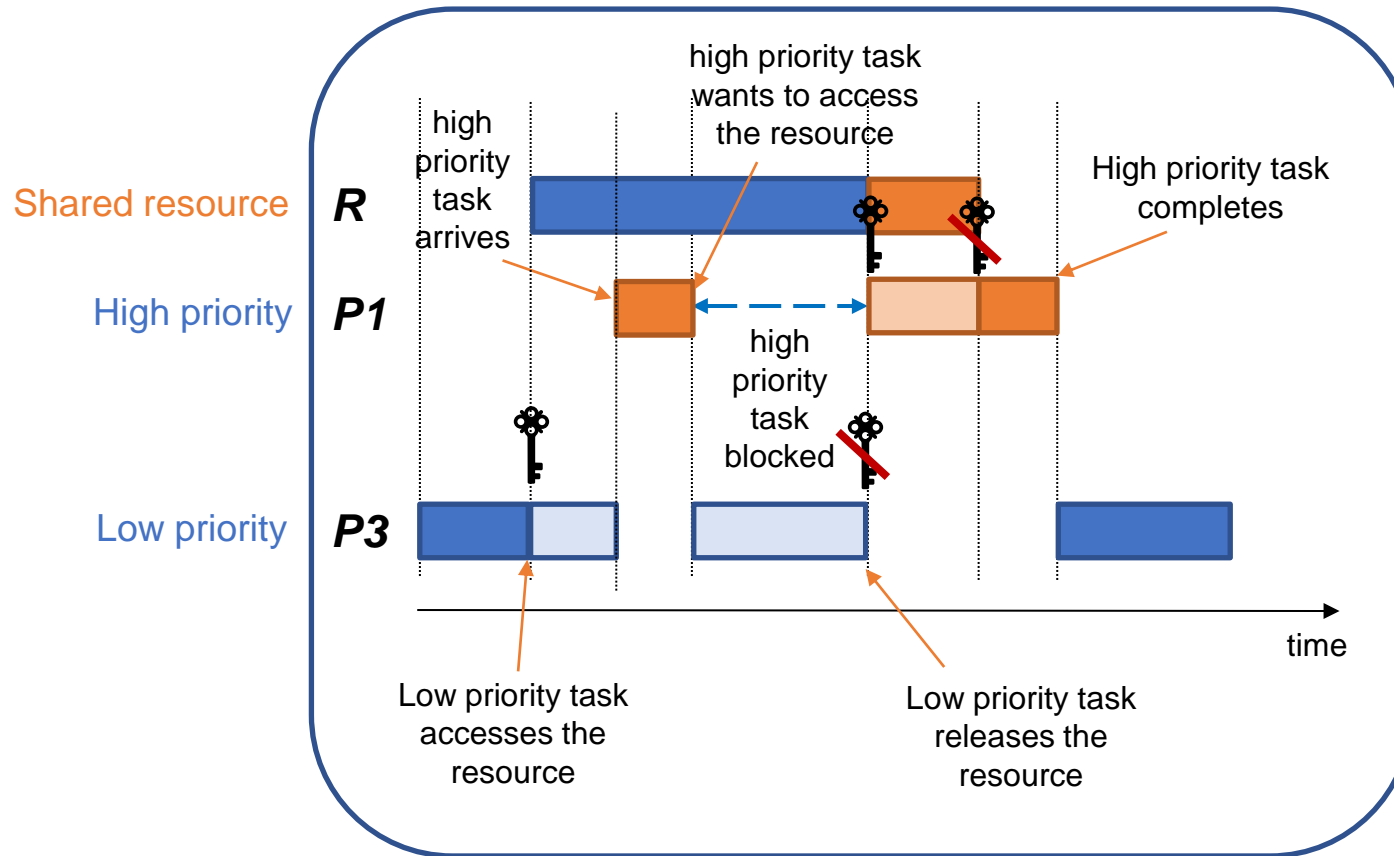 high priority task
wants to access
the resource
high
priority
task
arrives
High priority task
completes
Shared resource
R
High priority
P1
high
priority
task
blocked
Low priority
P3
time
Low priority task
accesses the
resource
Low priority task
releases the
resource